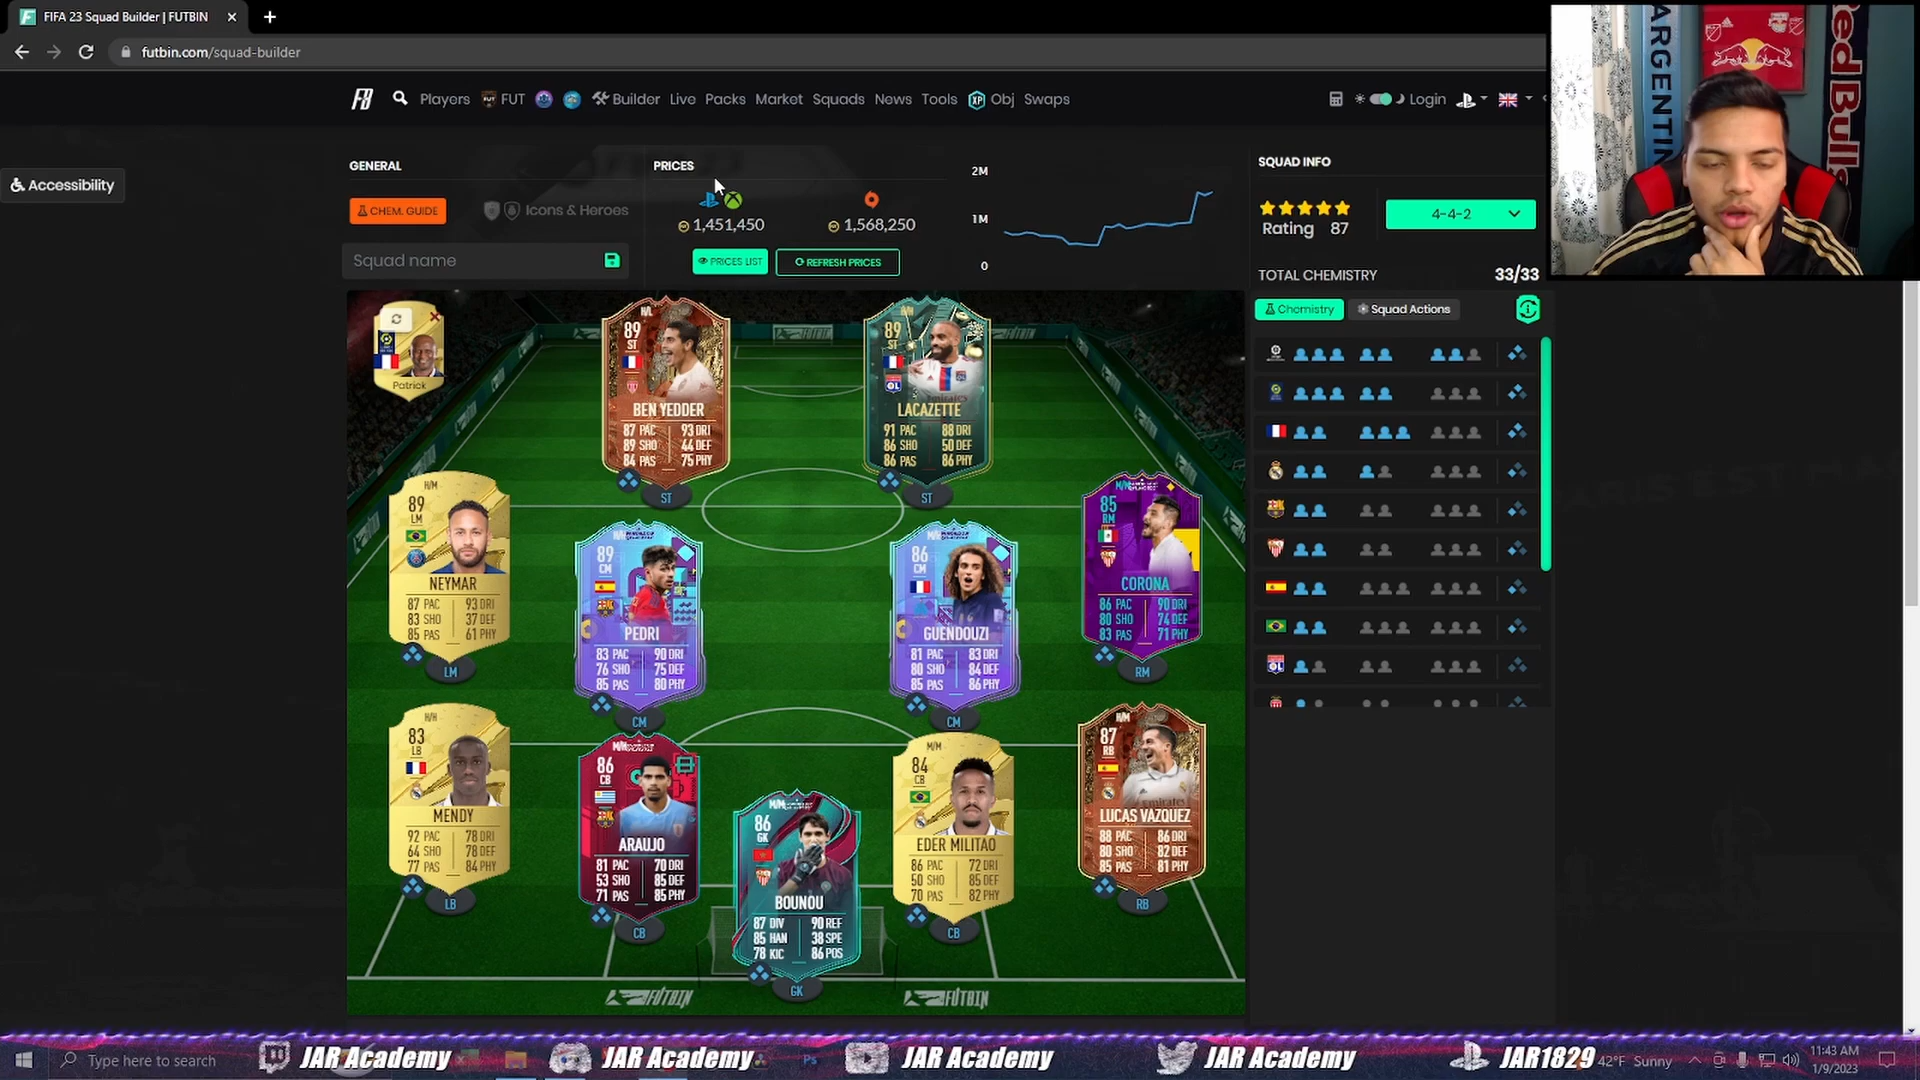 FIFA 23 Squad Builder | FUTBIN
futbin.com/squad-builder
FB Players FUT Builder Live Packs Market Squads News Tools XP Obj Swaps Login
Accessibility
GENERAL
CHEM. GUIDE Icons & Heroes
Squad name
PRICES
1,451,450 1,568,250
PRICES LIST REFRESH PRICES
2M
1M
0
SQUAD INFO
Rating 87
4-4-2
TOTAL CHEMISTRY 33/33
Chemistry Squad Actions
Patrick
H/L
89
ST
BEN YEDDER
87 PAC 93 DRI
89 SHO 44 DEF
84 PAS 75 PHY
ST
89
ST
LACAZETTE
91 PAC 88 DRI
86 SHO 50 DEF
86 PAS 86 PHY
ST
H/M
89
LM
NEYMAR
87 PAC 93 DRI
83 SHO 37 DEF
85 PAS 61 PHY
LM
89
CM
PEDRI
83 PAC 90 DRI
76 SHO 75 DEF
85 PAS 80 PHY
CM
86
CM
GUENDOUZI
81 PAC 83 DRI
80 SHO 84 DEF
85 PAS 86 PHY
CM
85
RM
CORONA
86 PAC 90 DRI
80 SHO 74 DEF
83 PAS 71 PHY
RM
H/H
83
LB
MENDY
92 PAC 78 DRI
64 SHO 78 DEF
77 PAS 84 PHY
LB
86
CB
ARAUJO
81 PAC 70 DRI
53 SHO 85 DEF
71 PAS 85 PHY
CB
86
GK
BOUNOU
87 DIV 90 REF
85 HAN 38 SPE
78 KIC 86 POS
GK
M/M
84
CB
EDER MILITAO
86 PAC 72 DRI
50 SHO 85 DEF
70 PAS 82 PHY
CB
H/M
87
RB
LUCAS VAZQUEZ
88 PAC 86 DRI
80 SHO 82 DEF
85 PAS 81 PHY
RB
FUTBIN FUTBIN
ARGENTIN
Red Bull
Type here to search
JAR Academy JAR Academy JAR Academy JAR Academy JAR1829
Ps
42°F Sunny
11:43 AM
1/9/2023